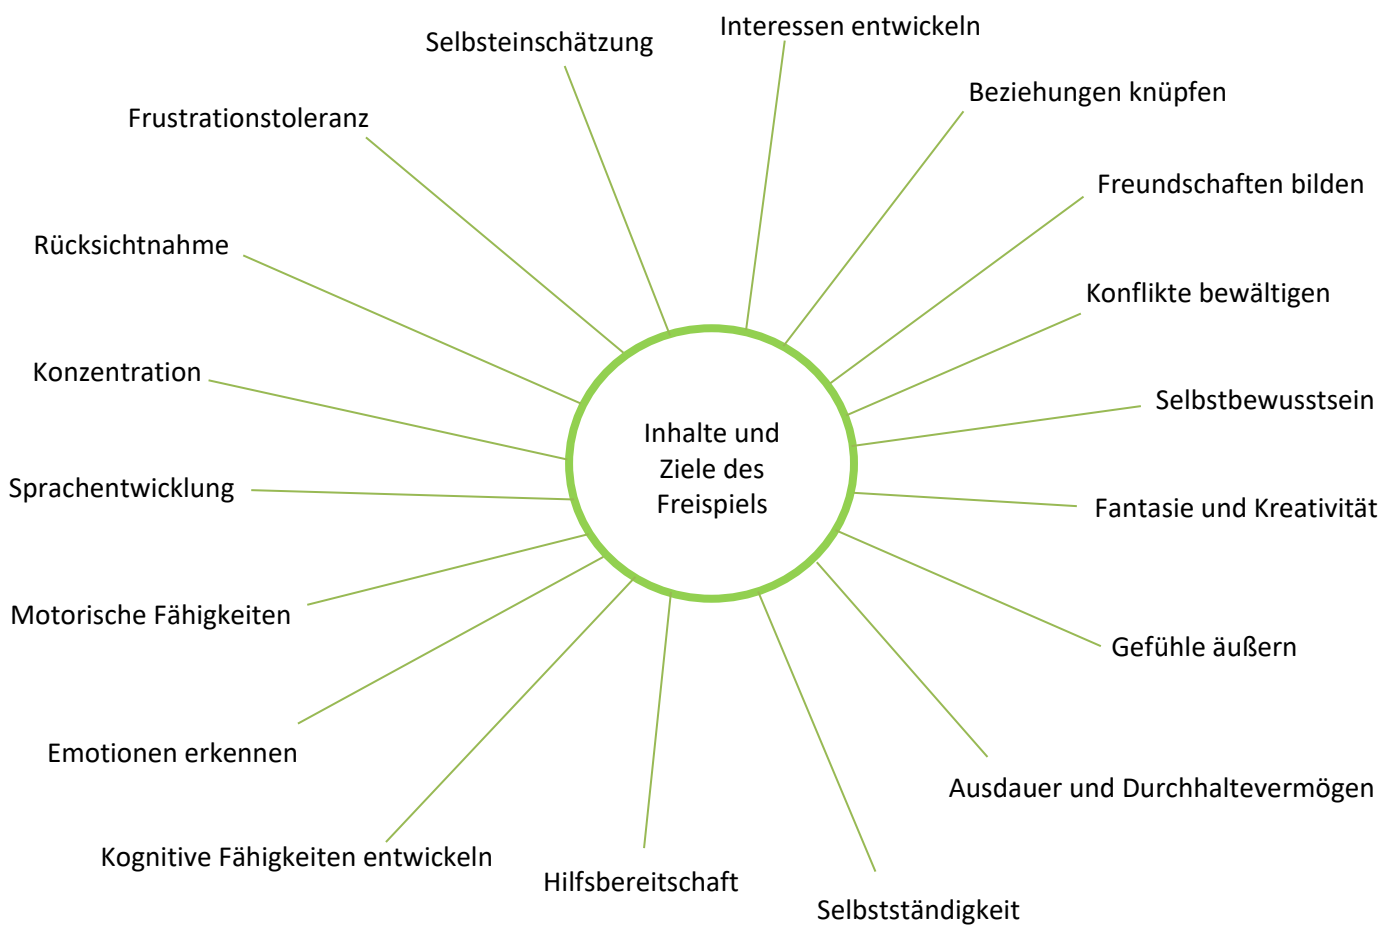 Interessen entwickeln
Selbsteinschätzung
Beziehungen knüpfen
Frustrationstoleranz
Freundschaften bilden
Rücksichtnahme
Konflikte bewältigen
Konzentration
Selbstbewusstsein
Inhalte und
Ziele des
Freispiels
Sprachentwicklung
Fantasie und Kreativität
Motorische Fähigkeiten
Gefühle äußern
Emotionen erkennen
Ausdauer und Durchhaltevermögen
Kognitive Fähigkeiten entwickeln
Hilfsbereitschaft
Selbstständigkeit